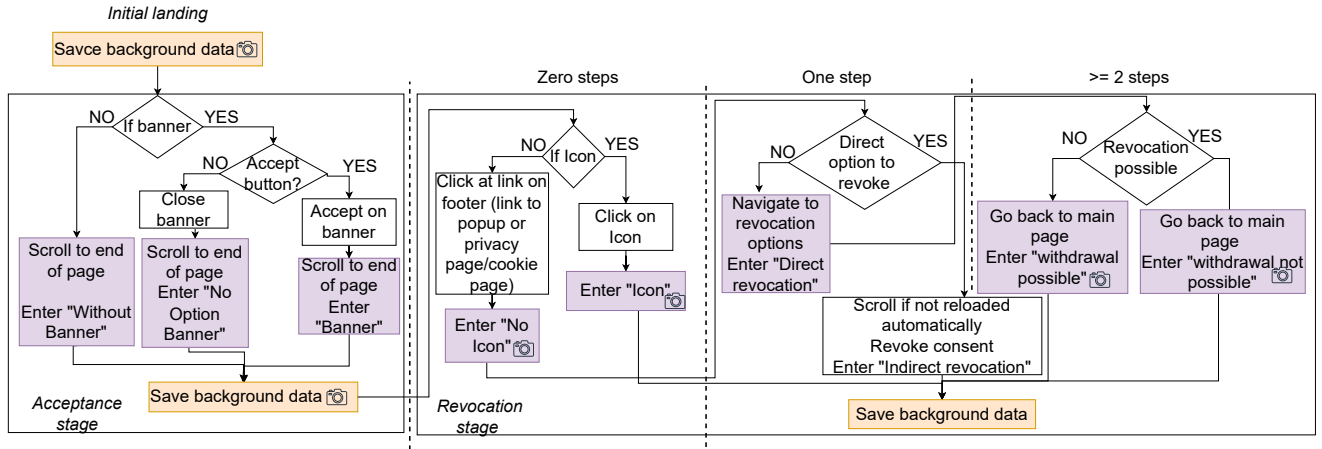 Initial landing
Savce background data
NO
YES
If banner
NO
YES
Accept
button?
Close
banner
Accept on
banner
Scroll to end
of page
Enter "Without
Banner"
Scroll to end
of page
Enter "No
Option
Banner"
Scroll to end
of page
Enter
"Banner"
Save background data
Acceptance
stage
Zero steps
NO
YES
If Icon
Click at link on
footer (link to
popup or
privacy
page/cookie
page)
Click on
Icon
Enter "Icon"
Enter "No
Icon"
Revocation
stage
One step
NO
YES
Direct
option to
revoke
Navigate to
revocation
options
Enter "Direct
revocation"
Scroll if not reloaded
automatically
Revoke consent
Enter "Indirect revocation"
Save background data
>= 2 steps
NO
YES
Revocation
possible
Go back to main
page
Enter "withdrawal
possible"
Go back to main
page
Enter "withdrawal not
possible"